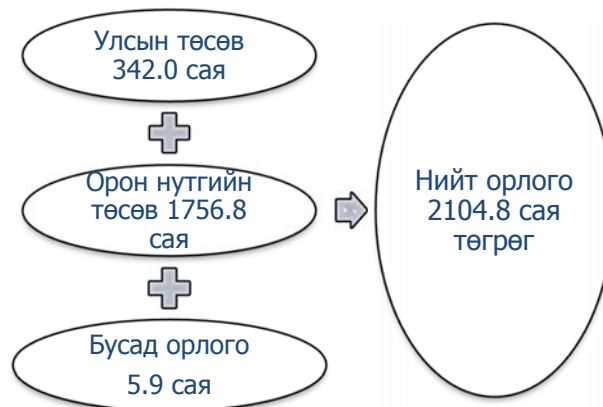 Улсын төсөв
342.0 сая
Орон нутгийн
төсөв 1756.8
сая
Бусад орлого
5.9 сая
Нийт орлого
2104.8 сая
төгрөг